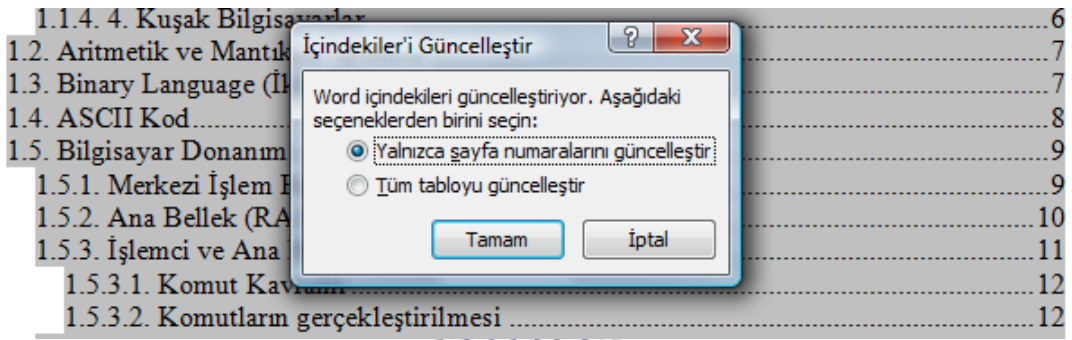 1.1.4. 4. Kuşak Bilgisayarlar 6
1.2. Aritmetik ve Mantık 7
1.3. Binary Language 7
1.4. ASCII Kod 8
1.5. Bilgisayar Donanım 9
1.5.1. Merkezi İşlem 9
1.5.2. Ana Bellek (RA 10
1.5.3. İşlemci ve Ana 11
1.5.3.1. Komut Kavramı 12
1.5.3.2. Komutların gerçekleştirilmesi 12
İçindekiler'i Güncelleştir
Word içindekileri güncelleştiriyor. Aşağıdaki
seçeneklerden birini seçin:
Yalnızca sayfa numaralarını güncelleştir
Tüm tabloyu güncelleştir
Tamam İptal